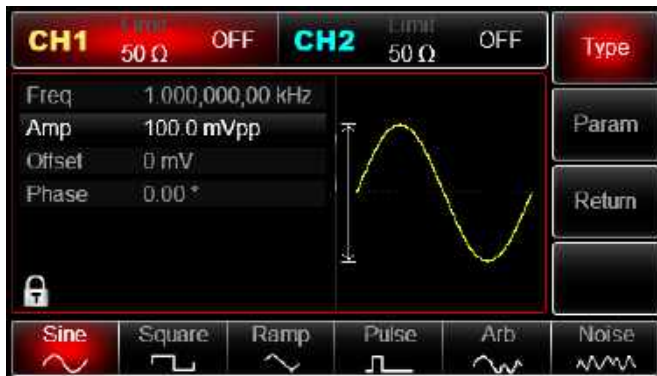 CH1 Limit 50 Ω OFF CH2 Limit 50 Ω OFF
Type
Freq 1.000,000,00 kHz
Amp 100.0 mVpp
Offset 0 mV
Phase 0.00 °
Param
Return
Sine Square Ramp Pulse Arb Noise